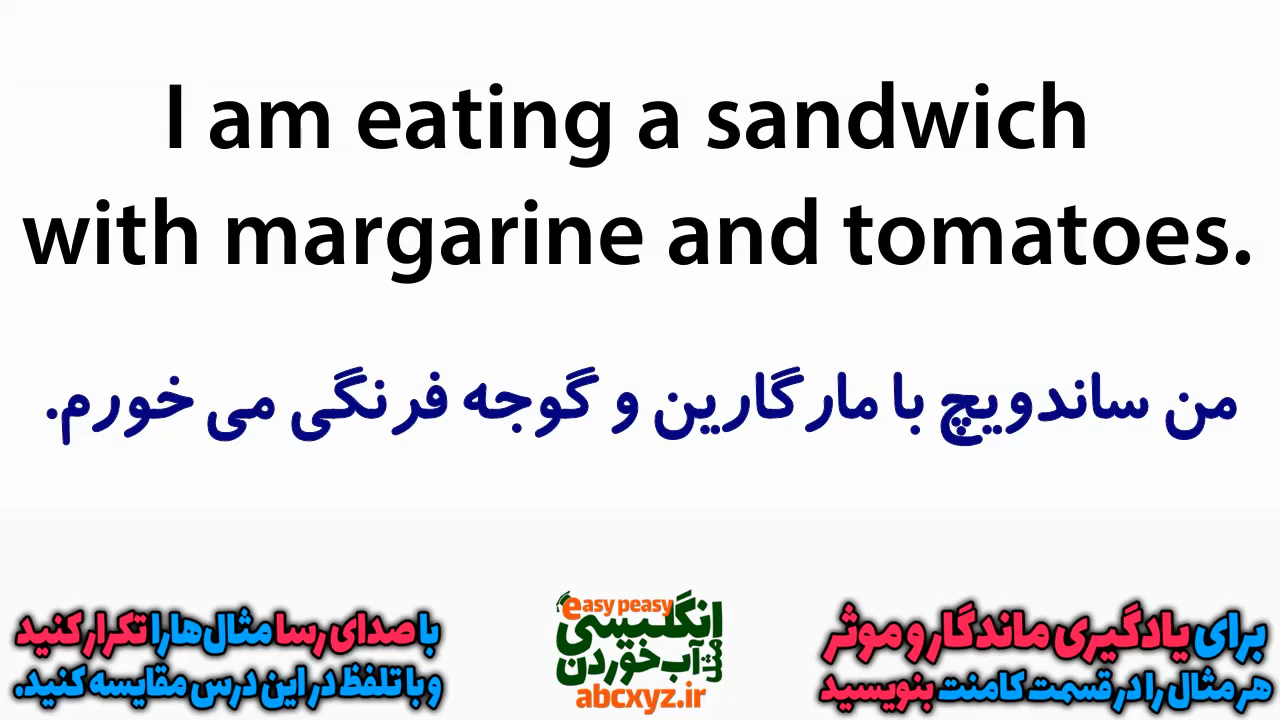 I am eating a sandwich
with margarine and tomatoes.
من ساندویچ با مارگارین و گوجه فرنگی می خورم.
برای یادگیری ماندگار و موثر
هر مثال را در قسمت کامنت بنویسید
easy peasy
انگلیسی
مثل آب خوردن
abcxyz.ir
با صدای رسا مثال‌ها را تکرار کنید
و با تلفظ در این درس مقایسه کنید.